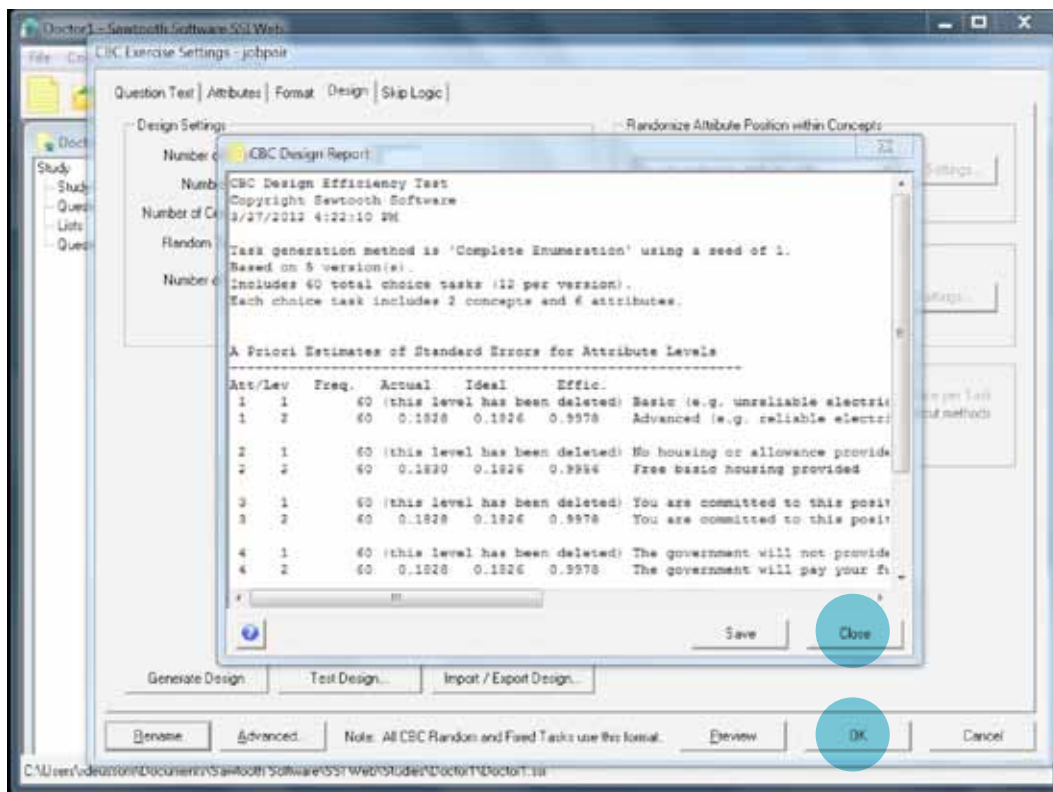 Doctor1 - Sawtooth Software SSI Web
File
CBC Exercise Settings - jobpair
Question Text Attributes Format Design Skip Logic
Design Settings
Randomize Attribute Position within Concepts
Study
Lists
Number
Random
Number
CBC Design Report
CBC Design Efficiency Test
Copyright Sawtooth Software
3/27/2012 4:22:10 PM
Task generation method is 'Complete Enumeration' using a seed of 1.
Based on 5 version(s).
Includes 60 total choice tasks (12 per version).
Each choice task includes 2 concepts and 6 attributes.
A Priori Estimates of Standard Errors for Attribute Levels
Att/Lev Freq. Actual Ideal Effic.
1 1 60 (this level has been deleted) Basic (e.g. unreliable electric
1 2 60 0.1828 0.1826 0.9978 Advanced (e.g. reliable electri
2 1 60 (this level has been deleted) No housing or allowance provide
2 2 60 0.1830 0.1826 0.9956 Free basic housing provided
3 1 60 (this level has been deleted) You are committed to this posit
3 2 60 0.1828 0.1826 0.9978 You are committed to this posit
4 1 60 (this level has been deleted) The government will not provide
4 2 60 0.1828 0.1826 0.9978 The government will pay your fu
Save Close
Generate Design Test Design... Import / Export Design...
Rename Advanced. Note: All CBC Random and Fixed Tasks use this format. Preview OK Cancel